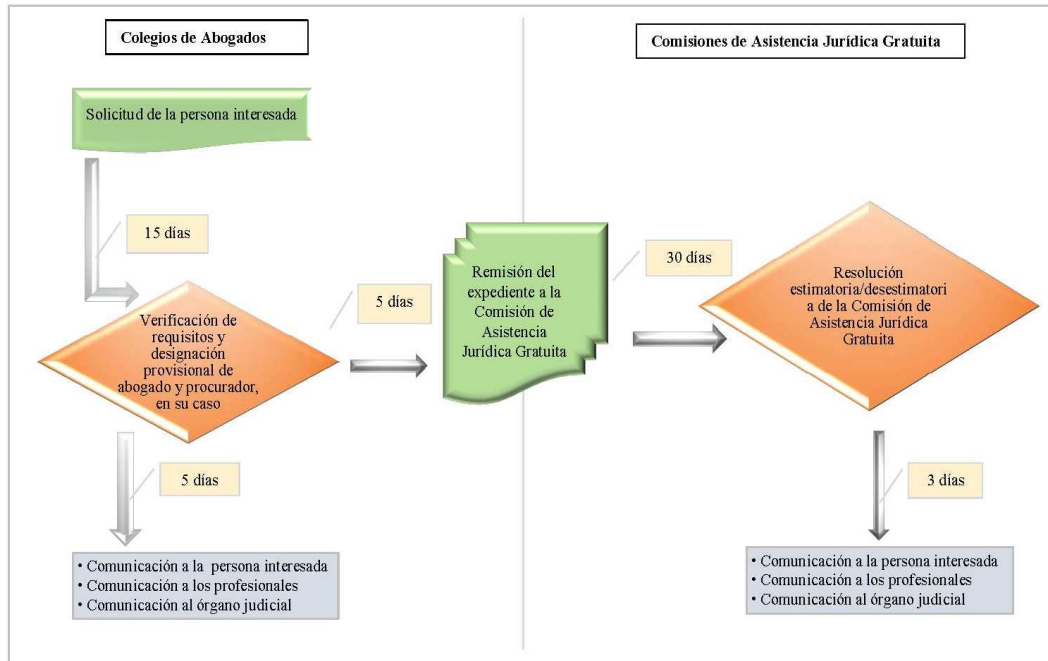 Colegios de Abogados
Comisiones de Asistencia Jurídica Gratuita
Solicitud de la persona interesada
15 días
Verificación de
requisitos y
designación
provisional de
abogado y procurador,
en su caso
5 días
5 días
• Comunicación a la persona interesada
• Comunicación a los profesionales
• Comunicación al órgano judicial
Remisión del
expediente a la
Comisión de
Asistencia
Jurídica Gratuita
30 días
Resolución
estimatoria/desestimatori
a de la Comisión de
Asistencia Jurídica
Gratuita
3 días
• Comunicación a la persona interesada
• Comunicación a los profesionales
• Comunicación al órgano judicial